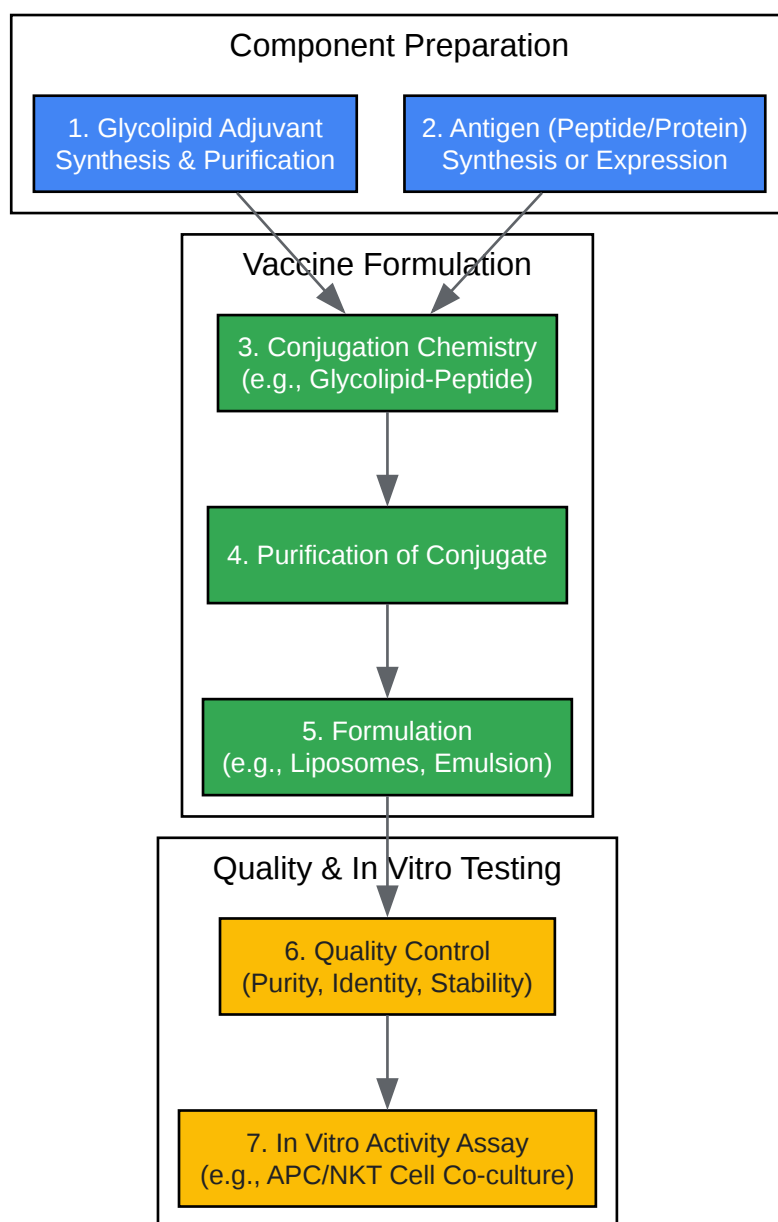 Component Preparation
1. Glycolipid Adjuvant
Synthesis & Purification
2. Antigen (Peptide/Protein)
Synthesis or Expression
Vaccine Formulation
3. Conjugation Chemistry
(e.g., Glycolipid-Peptide)
4. Purification of Conjugate
5. Formulation
(e.g., Liposomes, Emulsion)
Quality & In Vitro Testing
6. Quality Control
(Purity, Identity, Stability)
7. In Vitro Activity Assay
(e.g., APC/NKT Cell Co-culture)